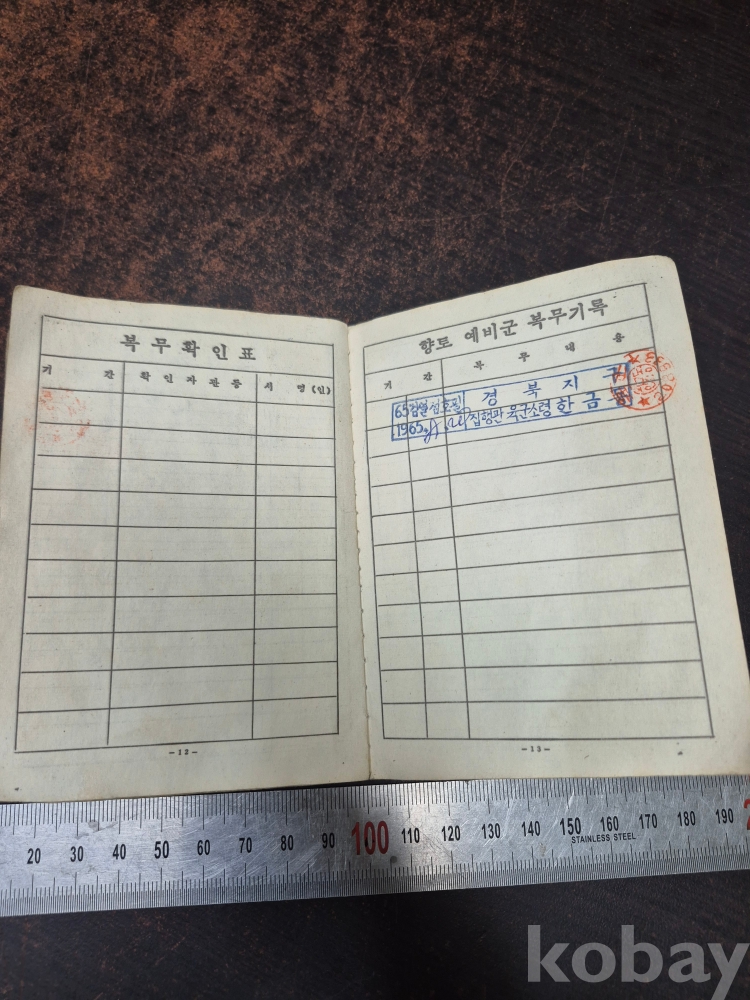 복무확인표
기 간 확인자관등 서 명(인)
-12-
향토 예비군 복무기록
기 간 복 무 내 용
경 북 지 구
1965. 집행관 육군소령 한 금
-13-
20 30 40 50 60 70 80 90 100 110 120 130 140 150 160 170 180 190
STAINLESS STEEL
kobay